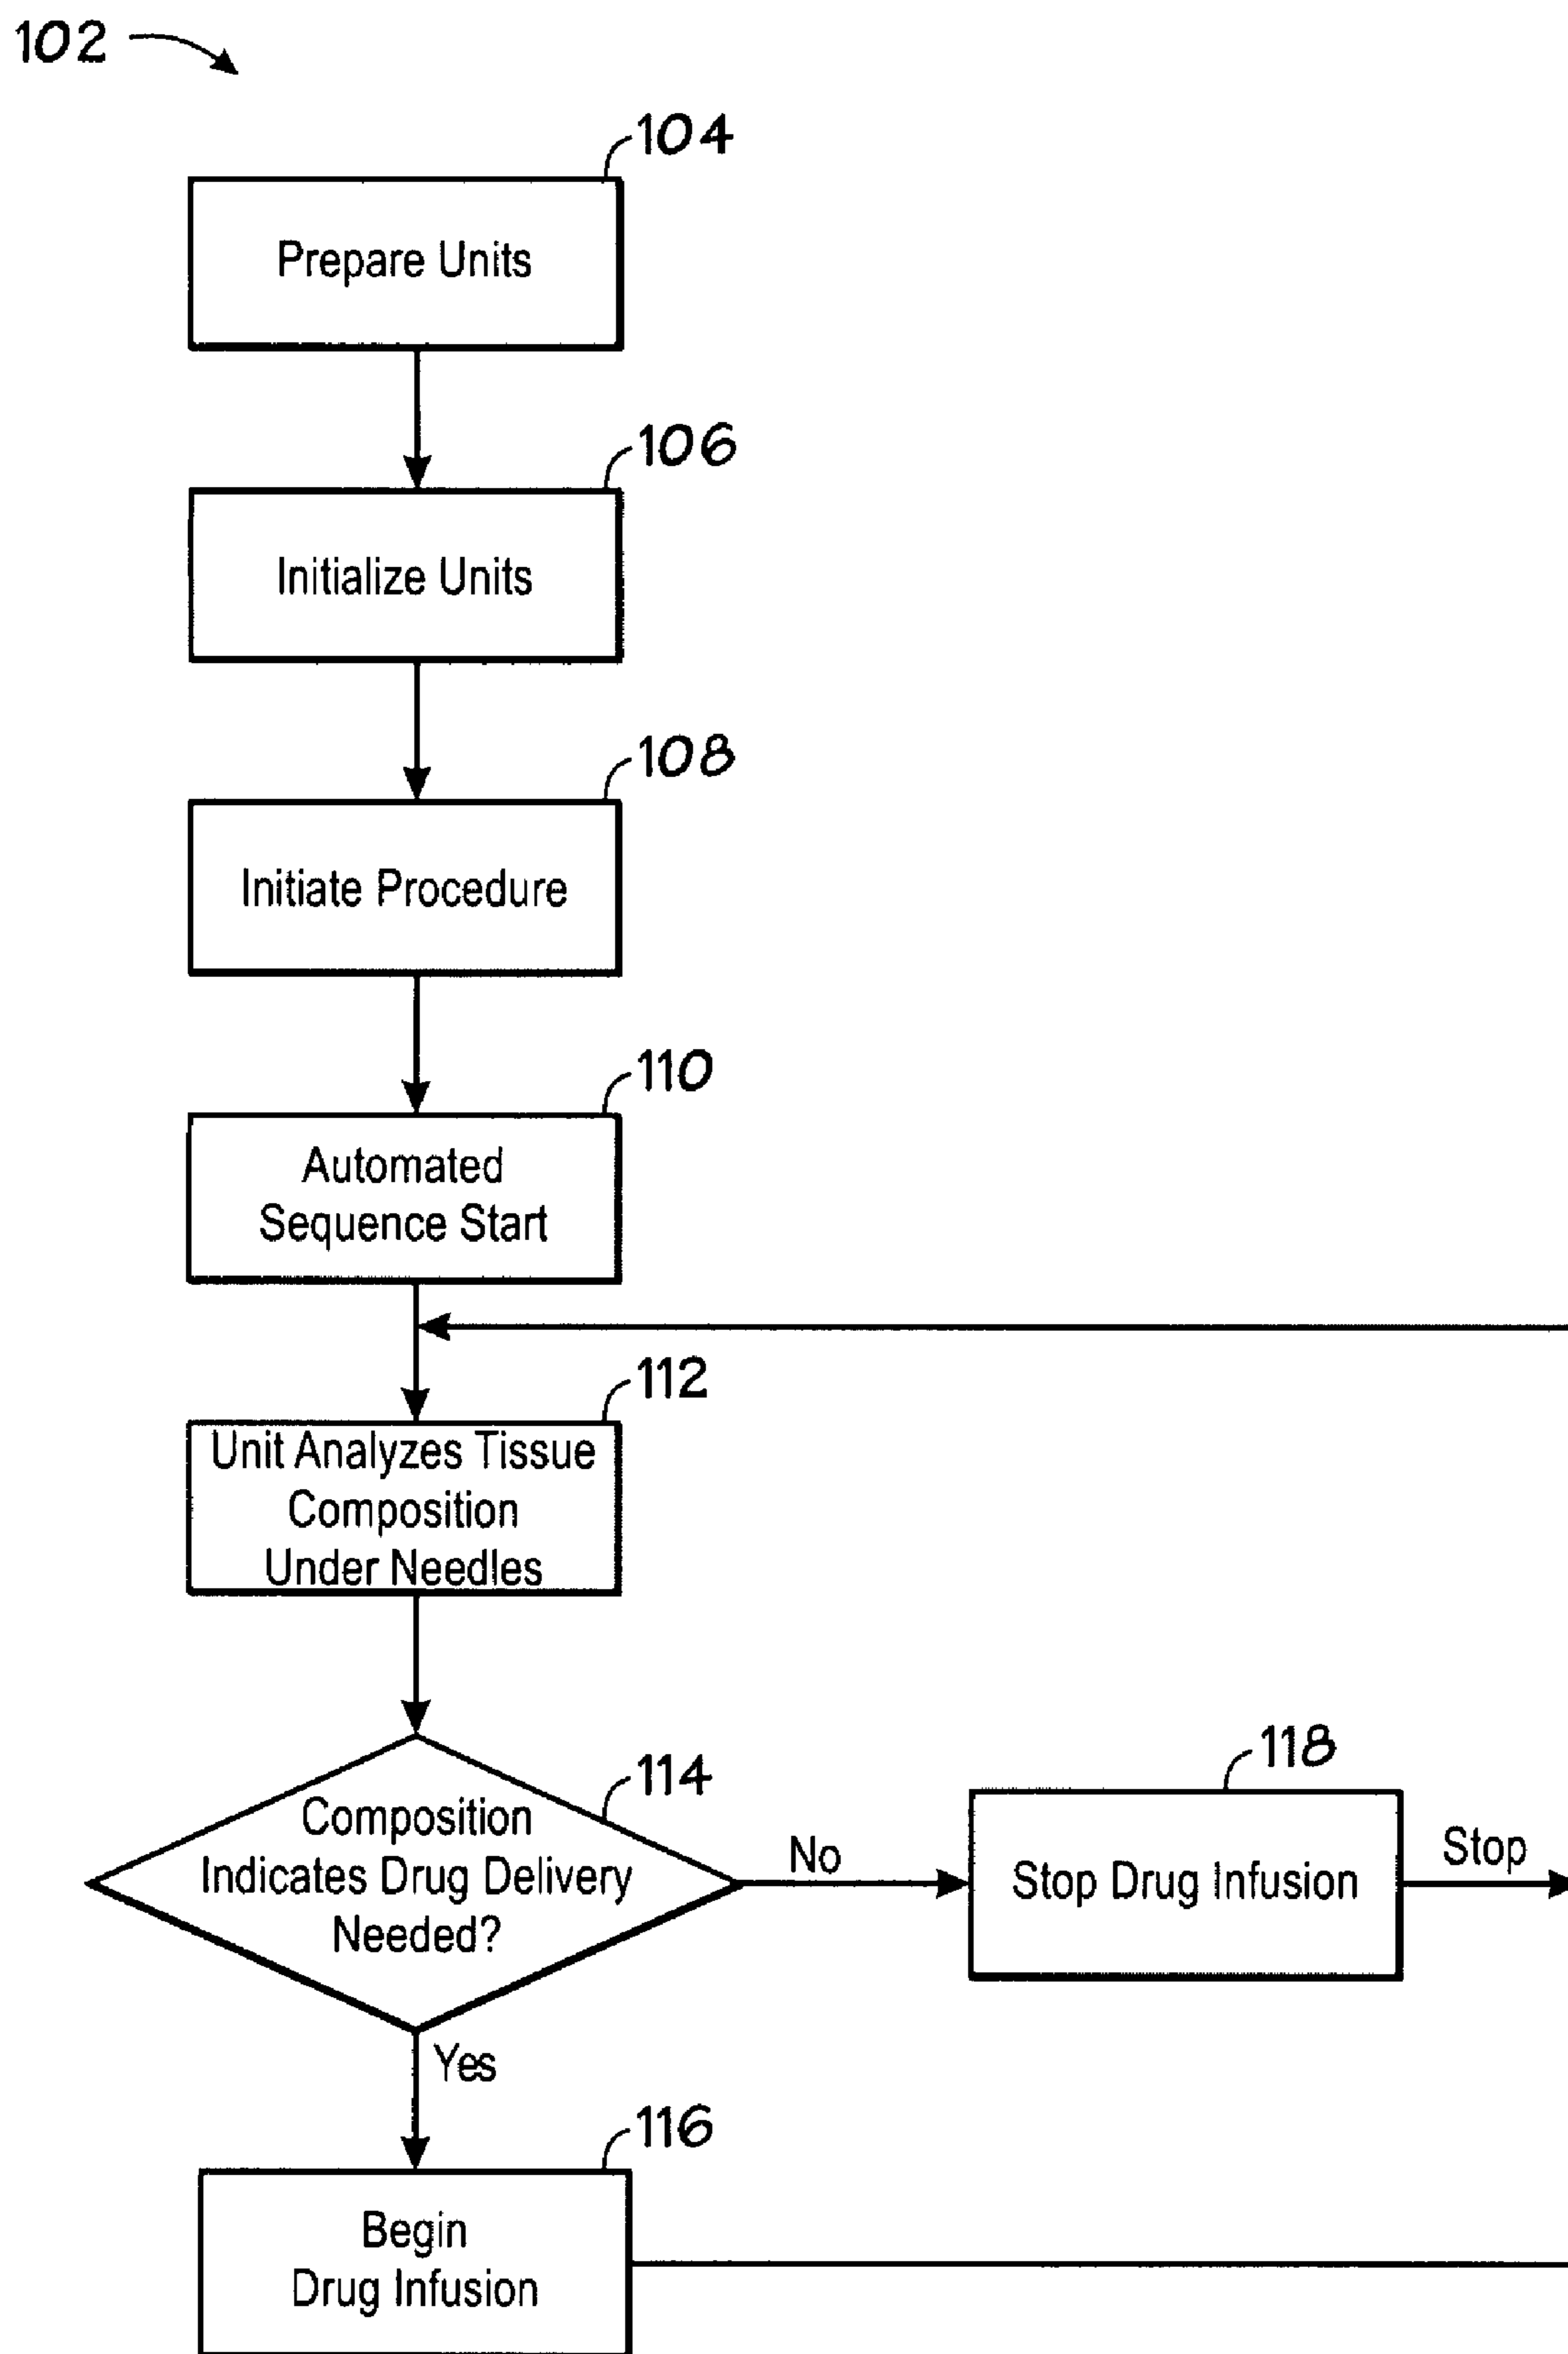 102
104
Prepare Units
106
Initialize Units
108
Initiate Procedure
110
Automated
Sequence Start
112
Unit Analyzes Tissue
Composition
Under Needles
114
Composition
Indicates Drug Delivery
Needed?
No
118
Stop Drug Infusion
Stop
Yes
116
Begin
Drug Infusion